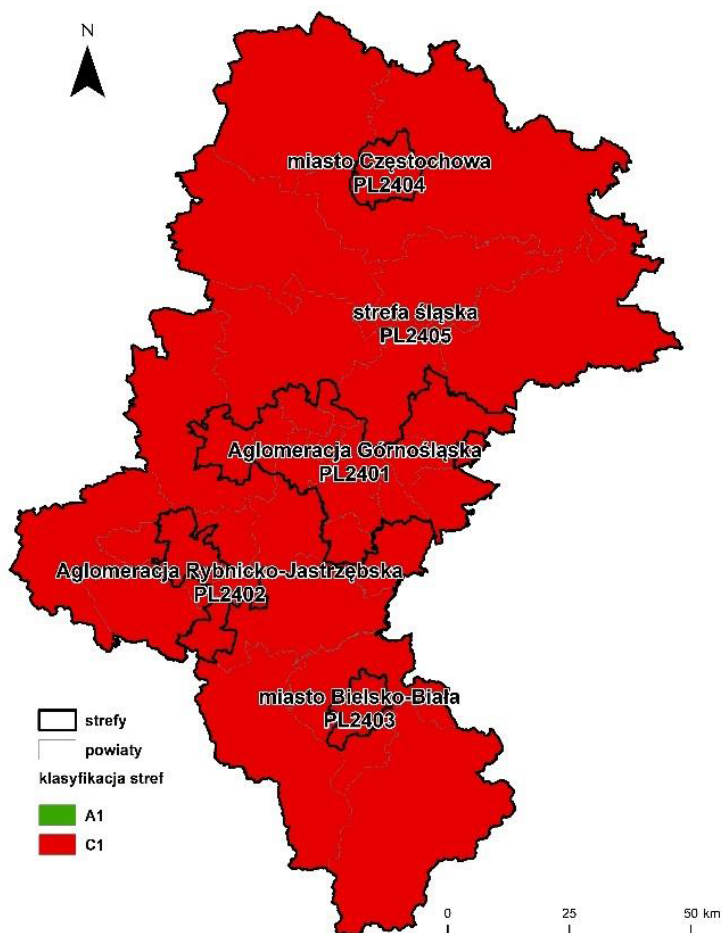 N
miasto Częstochowa
PL2404
strefa śląska
PL2405
Aglomeracja Górnośląska
PL2401
Aglomeracja Rybnicko-Jastrzębska
PL2402
miasto Bielsko-Biała
PL2403
strefy
powiaty
klasyfikacja stref
A1
C1
0 25 50 km